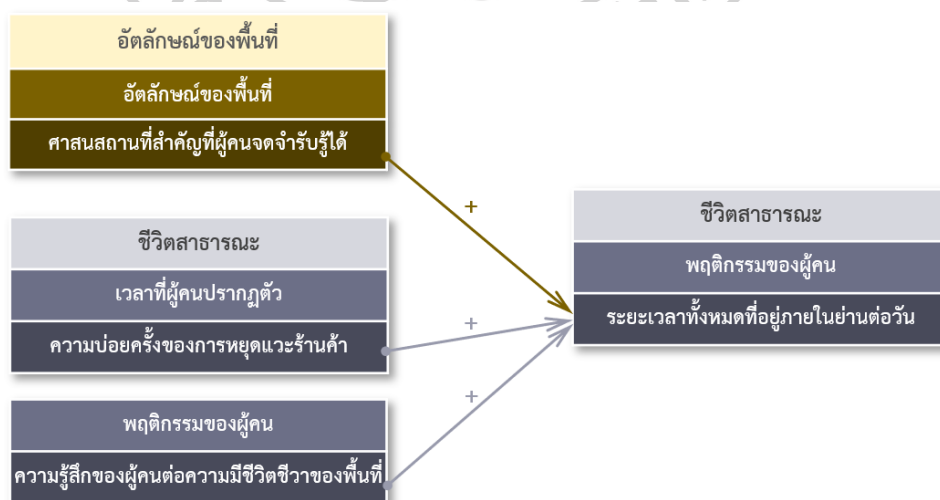 อัตลักษณ์ของพื้นที่
อัตลักษณ์ของพื้นที่
ศาสนสถานที่สำคัญที่ผู้คนจดจำรับรู้ได้
+
ชีวิตสาธารณะ
เวลาที่ผู้คนปรากฏตัว
ความบ่อยครั้งของการหยุดแวะร้านค้า
+
พฤติกรรมของผู้คน
ความรู้สึกของผู้คนต่อความมีชีวิตชีวาของพื้นที่
+
ชีวิตสาธารณะ
พฤติกรรมของผู้คน
ระยะเวลาทั้งหมดที่อยู่ภายในย่านต่อวัน